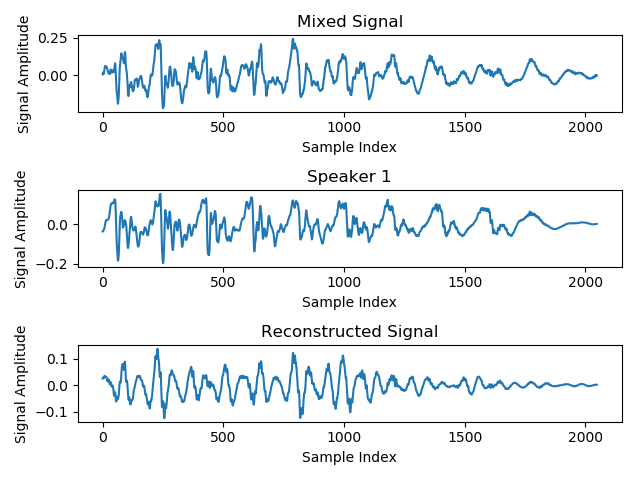 Mixed Signal
Signal Amplitude
0.25
0.00
0 500 1000 1500 2000
Sample Index
Speaker 1
Signal Amplitude
0.0
−0.2
0 500 1000 1500 2000
Sample Index
Reconstructed Signal
Signal Amplitude
0.1
0.0
−0.1
0 500 1000 1500 2000
Sample Index